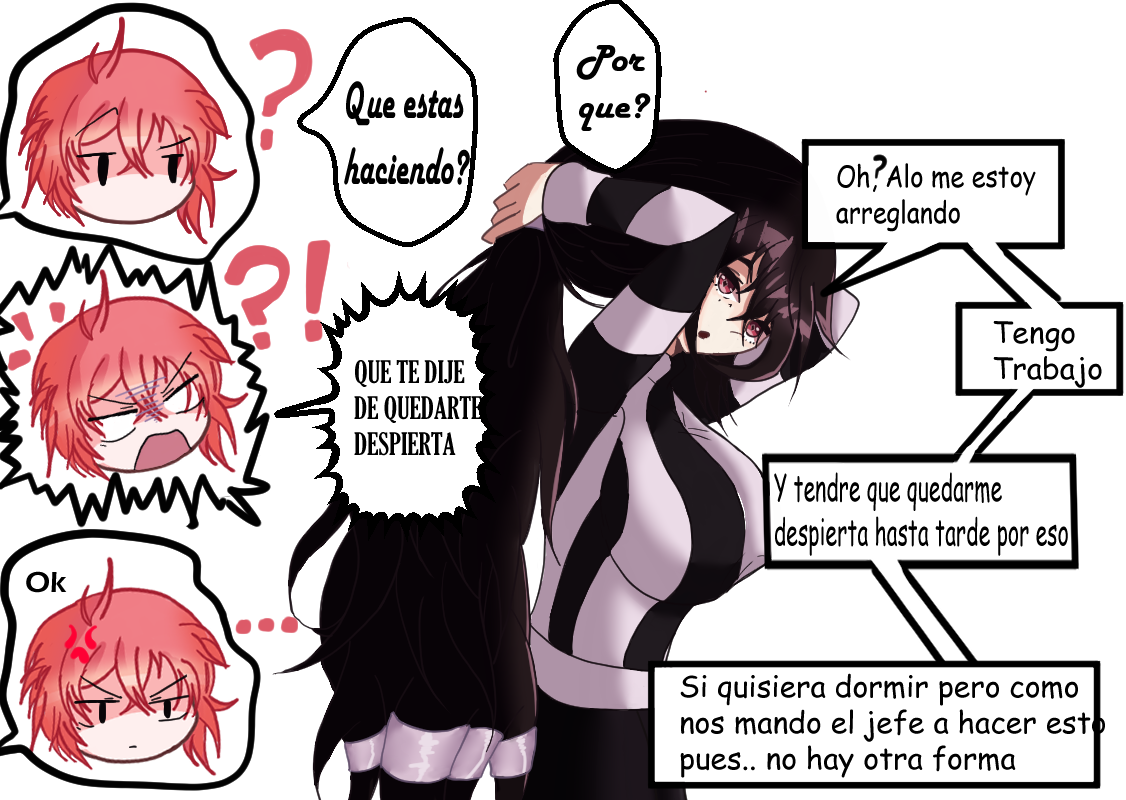 ?
Que estas
haciendo?
Por
que?
Oh,? Alo me estoy
arreglando
Tengo
Trabajo
?!
QUE TE DIJE
DE QUEDARTE
DESPIERTA
Y tendre que quedarme
despierta hasta tarde por eso
Ok
...
Si quisiera dormir pero como
nos mando el jefe a hacer esto
pues.. no hay otra forma